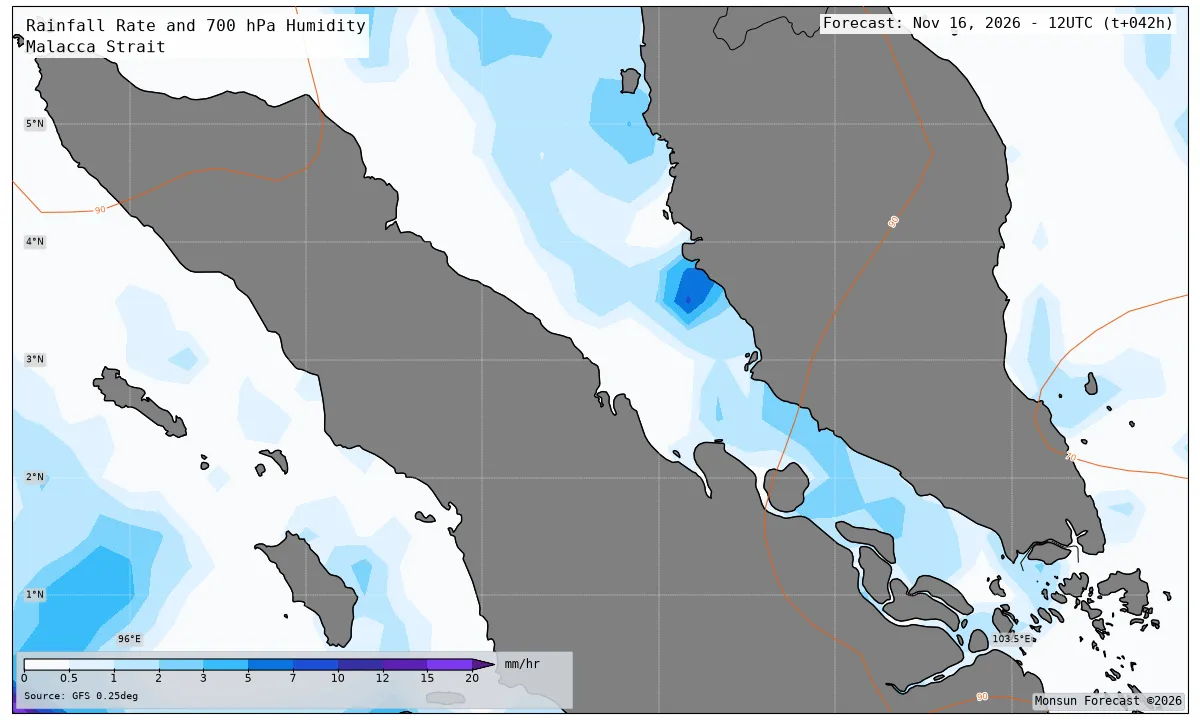 Rainfall Rate and 700 hPa Humidity
Malacca Strait
Forecast: Nov 16, 2026 - 12UTC (t+042h)
5°N
90
4°N
3°N
2°N
70
1°N
96°E
103.5°E
mm/hr
0 0.5 1 2 3 5 7 10 12 15 20
Source: GFS 0.25deg
90
Monsun Forecast ©2026